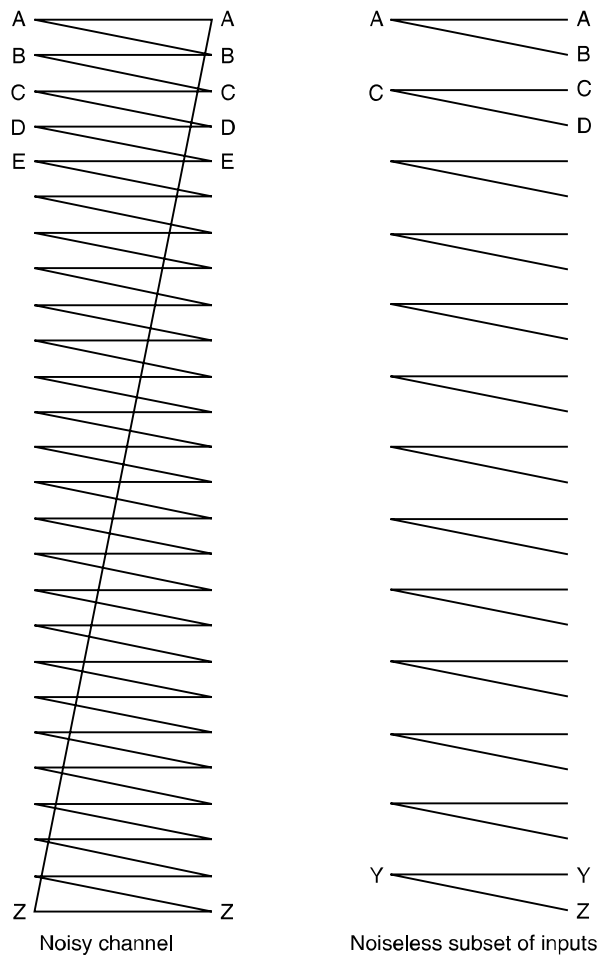 A A
B B
C C
D D
E E
Z Z
Noisy channel
A A
B
C C
D
Y Y
Z
Noiseless subset of inputs